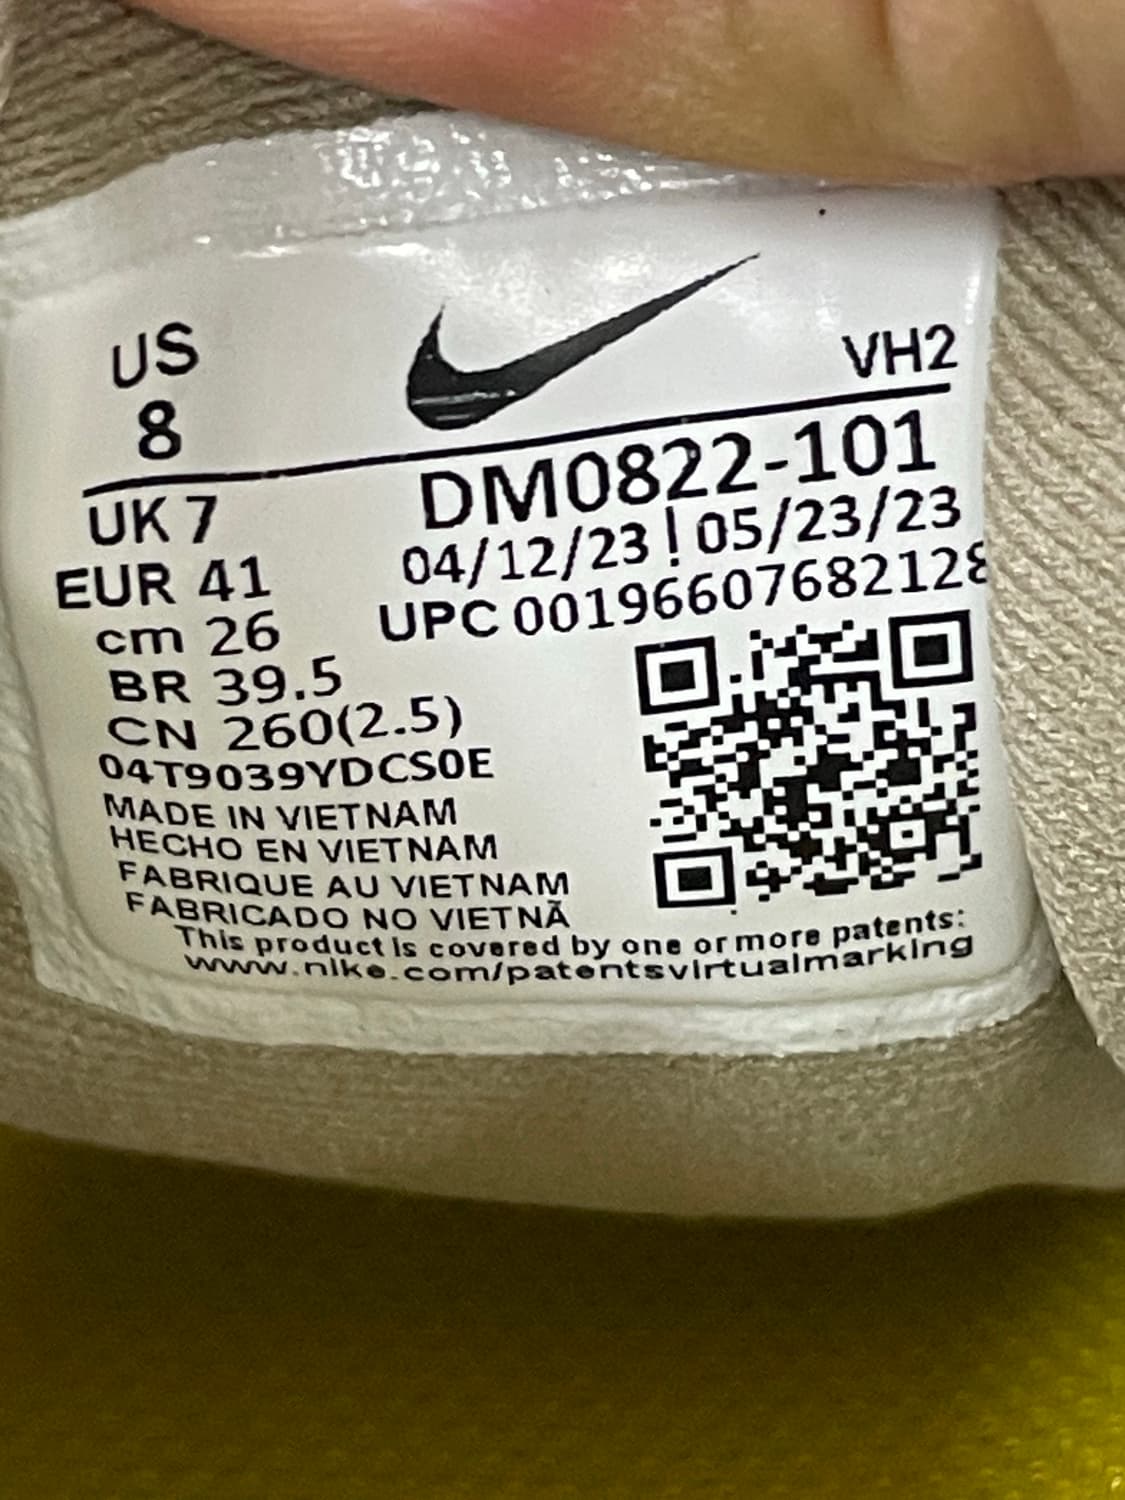 US
8
VH2
UK 7
EUR 41
cm 26
BR 39.5
CN 260(2.5)
DM0822-101
04/12/23 ! 05/23/23
UPC 00196607682128
04T9039YDCS0E
MADE IN VIETNAM
HECHO EN VIETNAM
FABRIQUE AU VIETNAM
FABRICADO NO VIETNÃ
This product is covered by one or more patents:
www.nike.com/patentsvirtualmarking